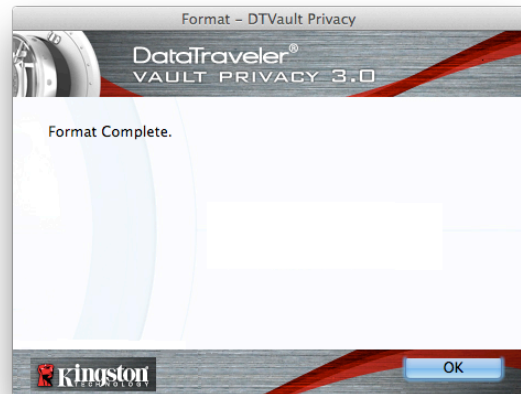 Format – DTVault Privacy
DataTraveler®
VAULT PRIVACY 3.0
Format Complete.
Kingston
TECHNOLOGY
OK